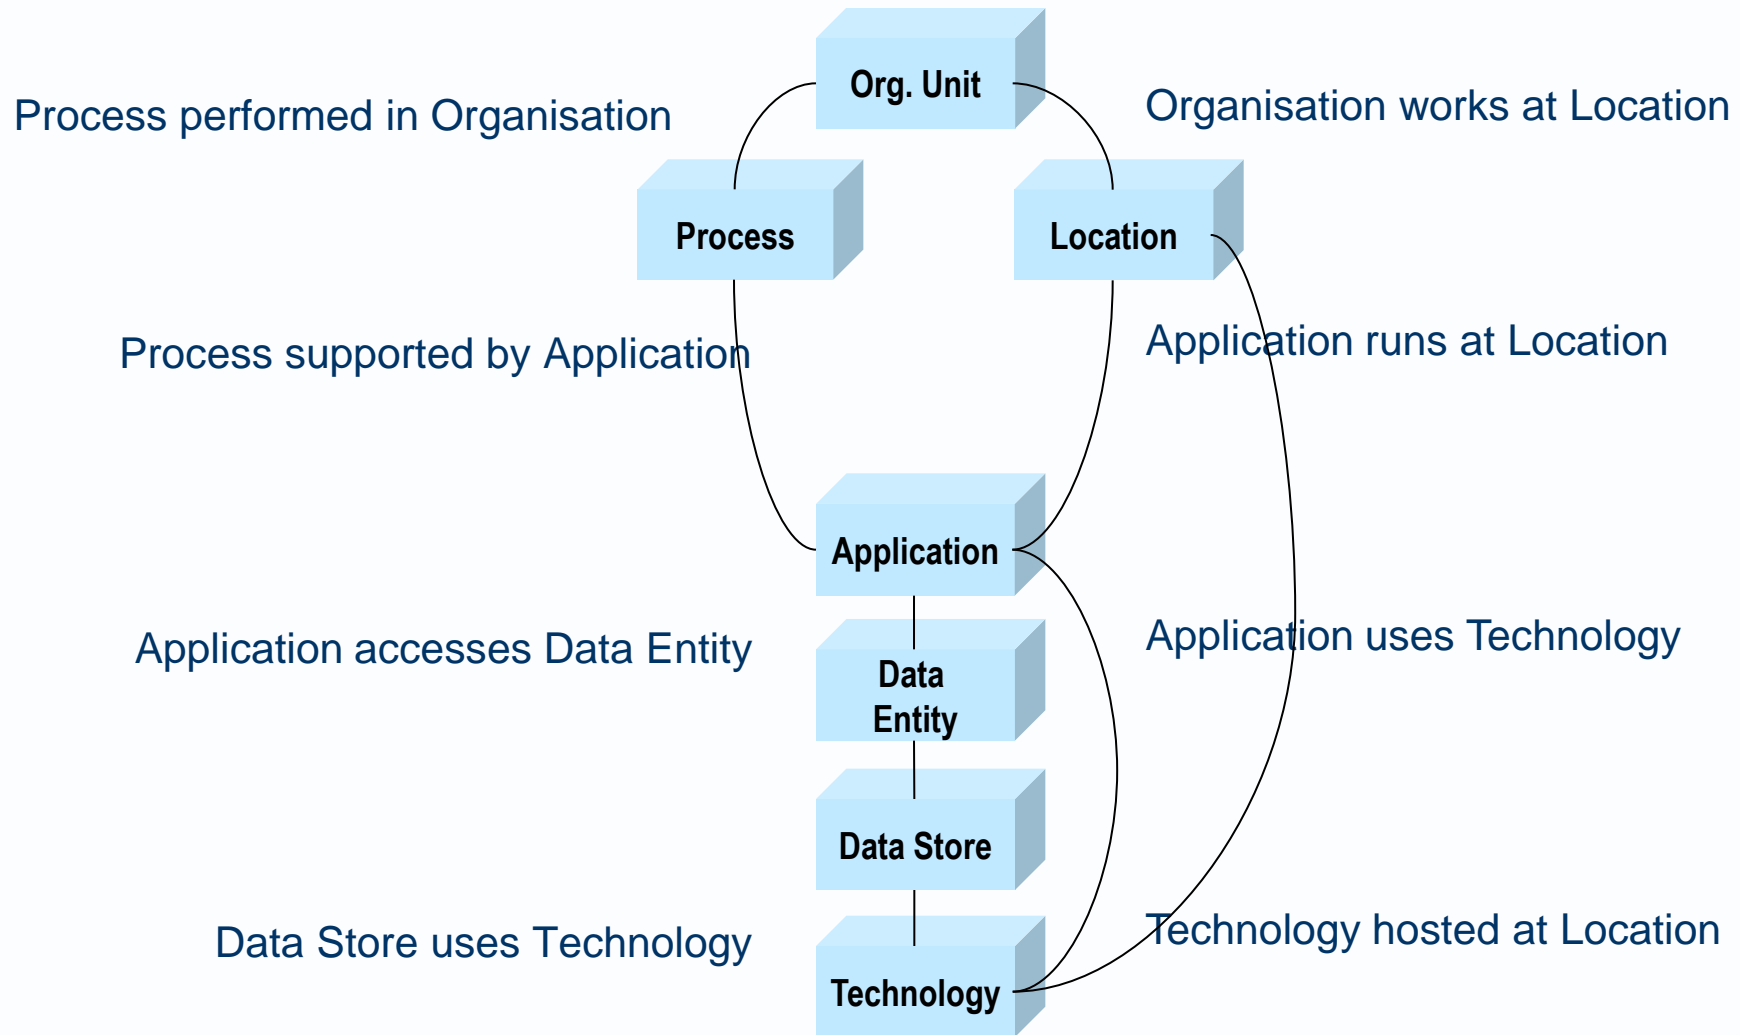 Org. Unit
Process performed in Organisation
Organisation works at Location
Process
Location
Process supported by Application
Application runs at Location
Application
Application accesses Data Entity
Application uses Technology
Data
Entity
Data Store
Data Store uses Technology
Technology hosted at Location
Technology